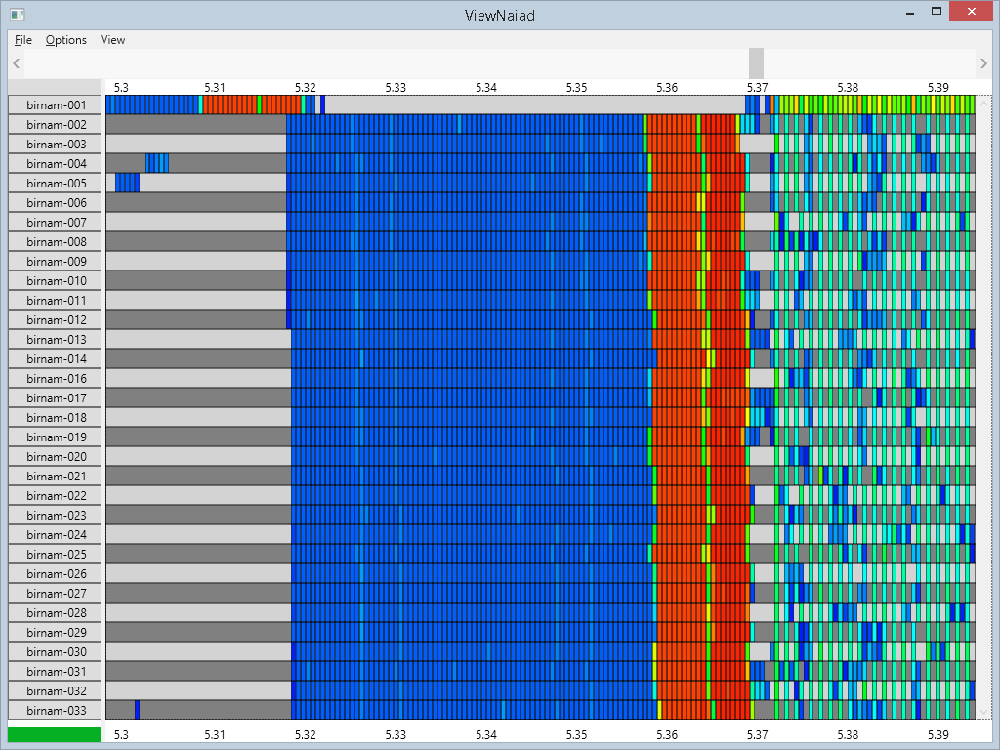 ViewNaiad
File Options View
5.3 5.31 5.32 5.33 5.34 5.35 5.36 5.37 5.38 5.39
birnam-001
birnam-002
birnam-003
birnam-004
birnam-005
birnam-006
birnam-007
birnam-008
birnam-009
birnam-010
birnam-011
birnam-012
birnam-013
birnam-014
birnam-016
birnam-017
birnam-018
birnam-019
birnam-020
birnam-021
birnam-022
birnam-023
birnam-024
birnam-025
birnam-026
birnam-027
birnam-028
birnam-029
birnam-030
birnam-031
birnam-032
birnam-033
5.3 5.31 5.32 5.33 5.34 5.35 5.36 5.37 5.38 5.39